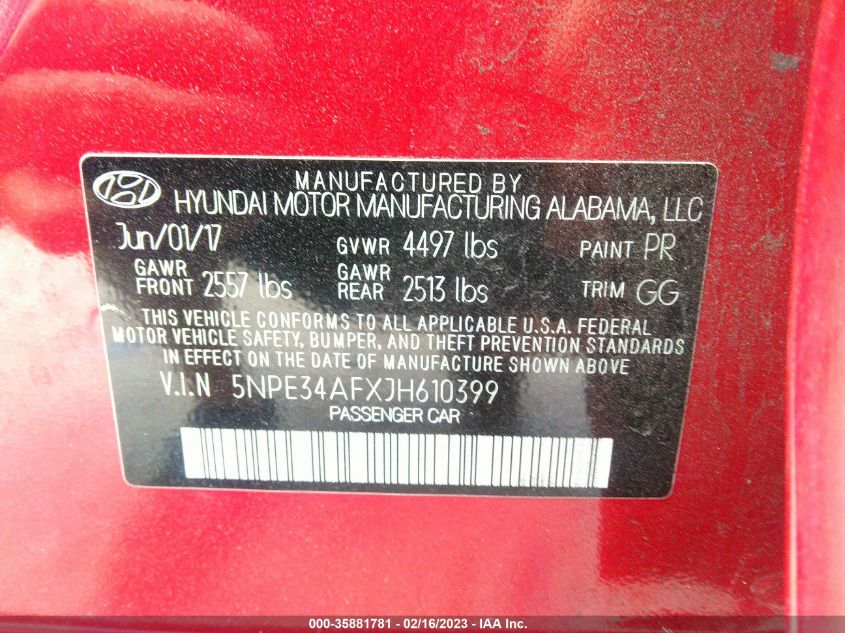 MANUFACTURED BY
HYUNDAI MOTOR MANUFACTURING ALABAMA, LLC
Jun/01/17 GVWR 4497 lbs PAINT PR
GAWR FRONT 2557 lbs GAWR REAR 2513 lbs TRIM GG
THIS VEHICLE CONFORMS TO ALL APPLICABLE U.S.A. FEDERAL
MOTOR VEHICLE SAFETY, BUMPER, AND THEFT PREVENTION STANDARDS
IN EFFECT ON THE DATE OF MANUFACTURE SHOWN ABOVE.
V.I.N 5NPE34AFXJH610399
PASSENGER CAR
000-35881781 - 02/16/2023 - IAA Inc.